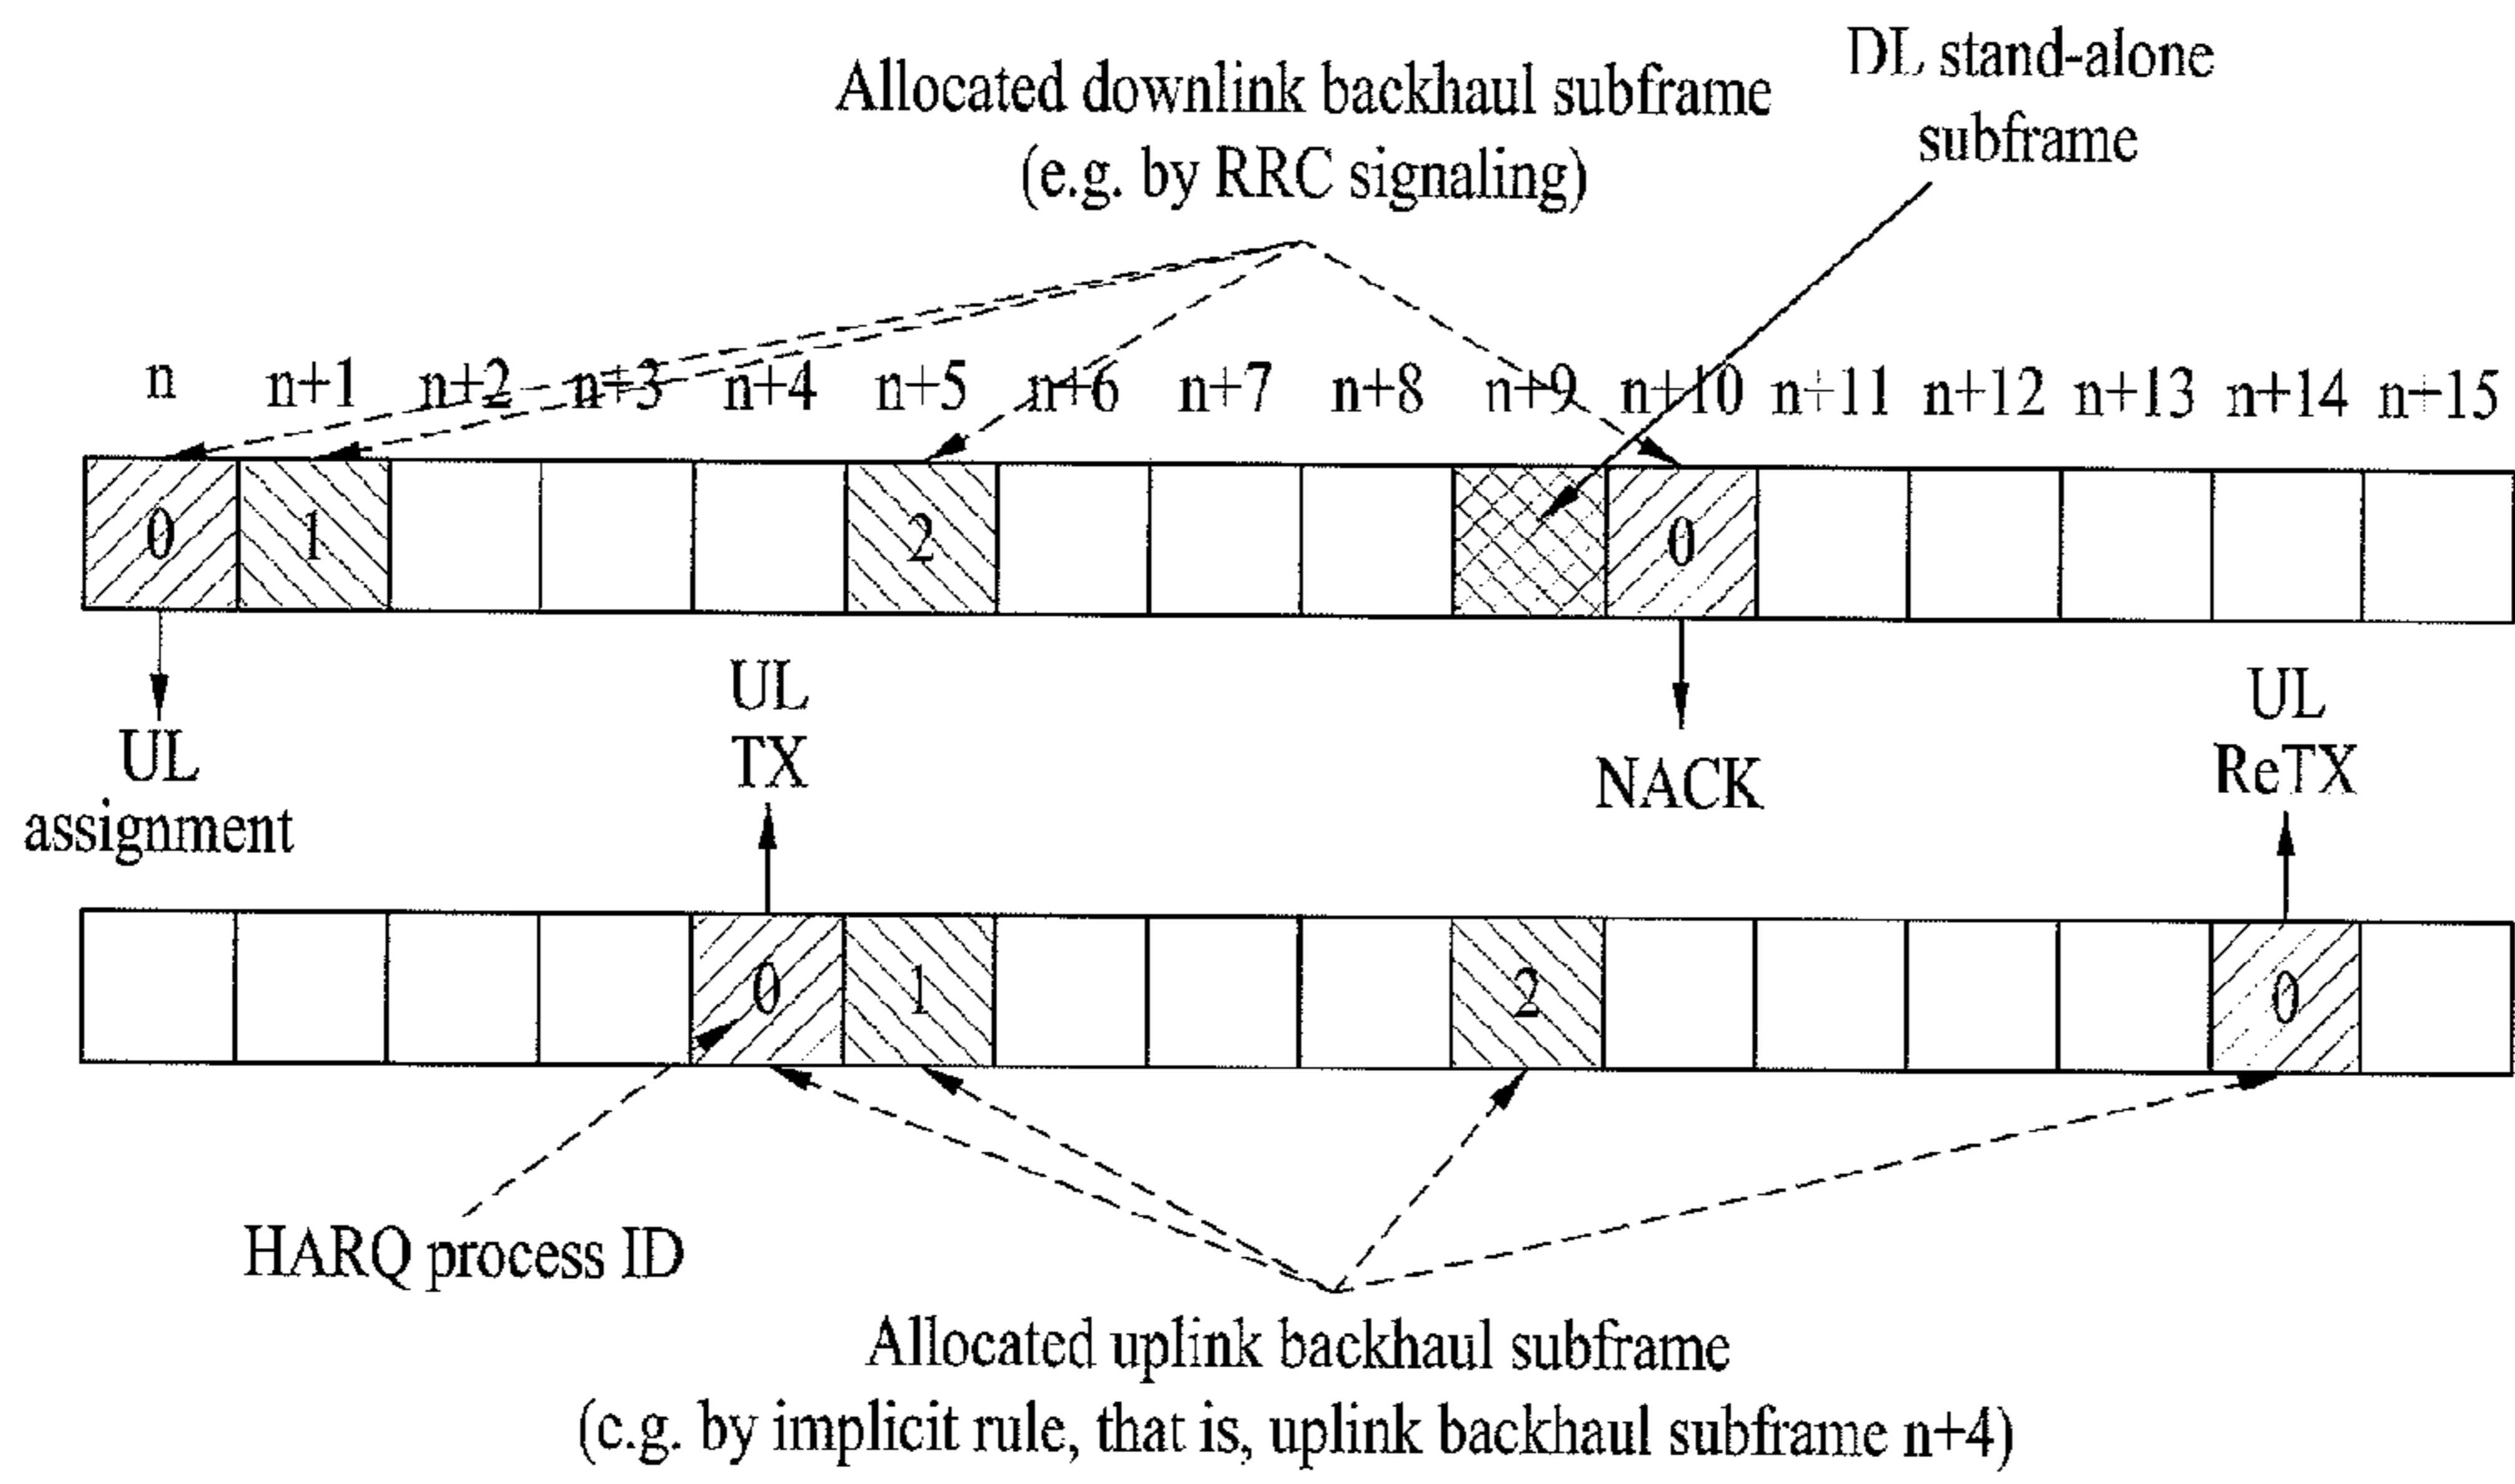 DL stand-alone
subframe
Allocated downlink backhaul subframe
(e.g. by RRC signaling)
n n+1 n+2 n+3 n+4 n+5 n+6 n+7 n+8 n+9 n+10 n+11 n+12 n+13 n+14 n+15
0 1 2 0
UL
assignment
UL
TX
NACK
UL
ReTX
0 1 2 0
HARQ process ID
Allocated uplink backhaul subframe
(c.g. by implicit rule, that is, uplink backhaul subframe n+4)